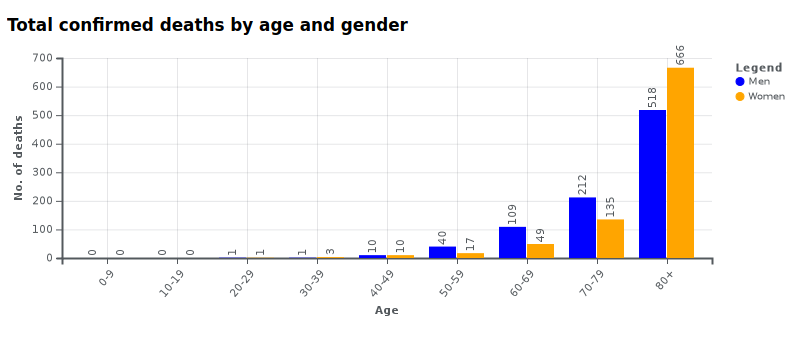 Total confirmed deaths by age and gender
700
600
500
400
300
200
100
0
No. of deaths
0 0 0 0 1 1 1 3 10 10 40 17 109 49 212 135 518 666
0-9 10-19 20-29 30-39 40-49 50-59 60-69 70-79 80+
Age
Legend
Men
Women